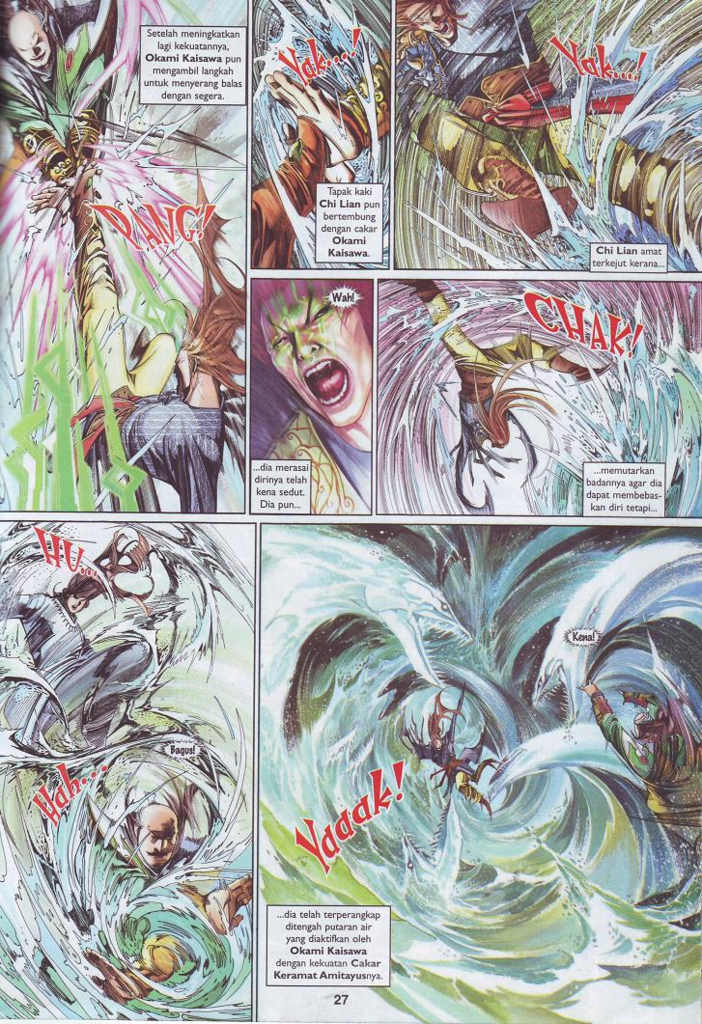 Setelah meningkatkan
lagi kekuatannya,
Okami Kaisawa pun
mengambil langkah
untuk menyerang balas
dengan segera.
PANG!
Yak...!
Tapak kaki
Chi Lian pun
bertembung
dengan cakar
Okami
Kaisawa.
Yak...!
Chi Lian amat
terkejut kerana...
Wah!
...dia merasai
dirinya telah
kena sedut.
Dia pun...
CHAK!
...memutarkan
badannya agar dia
dapat membebas-
kan diri tetapi...
HU...
Bagus!
Hah...
Kena!
Yaaak!
...dia telah terperangkap
ditengah putaran air
yang diaktifkan oleh
Okami Kaisawa
dengan kekuatan Cakar
Keramat Amitayusnya.
27